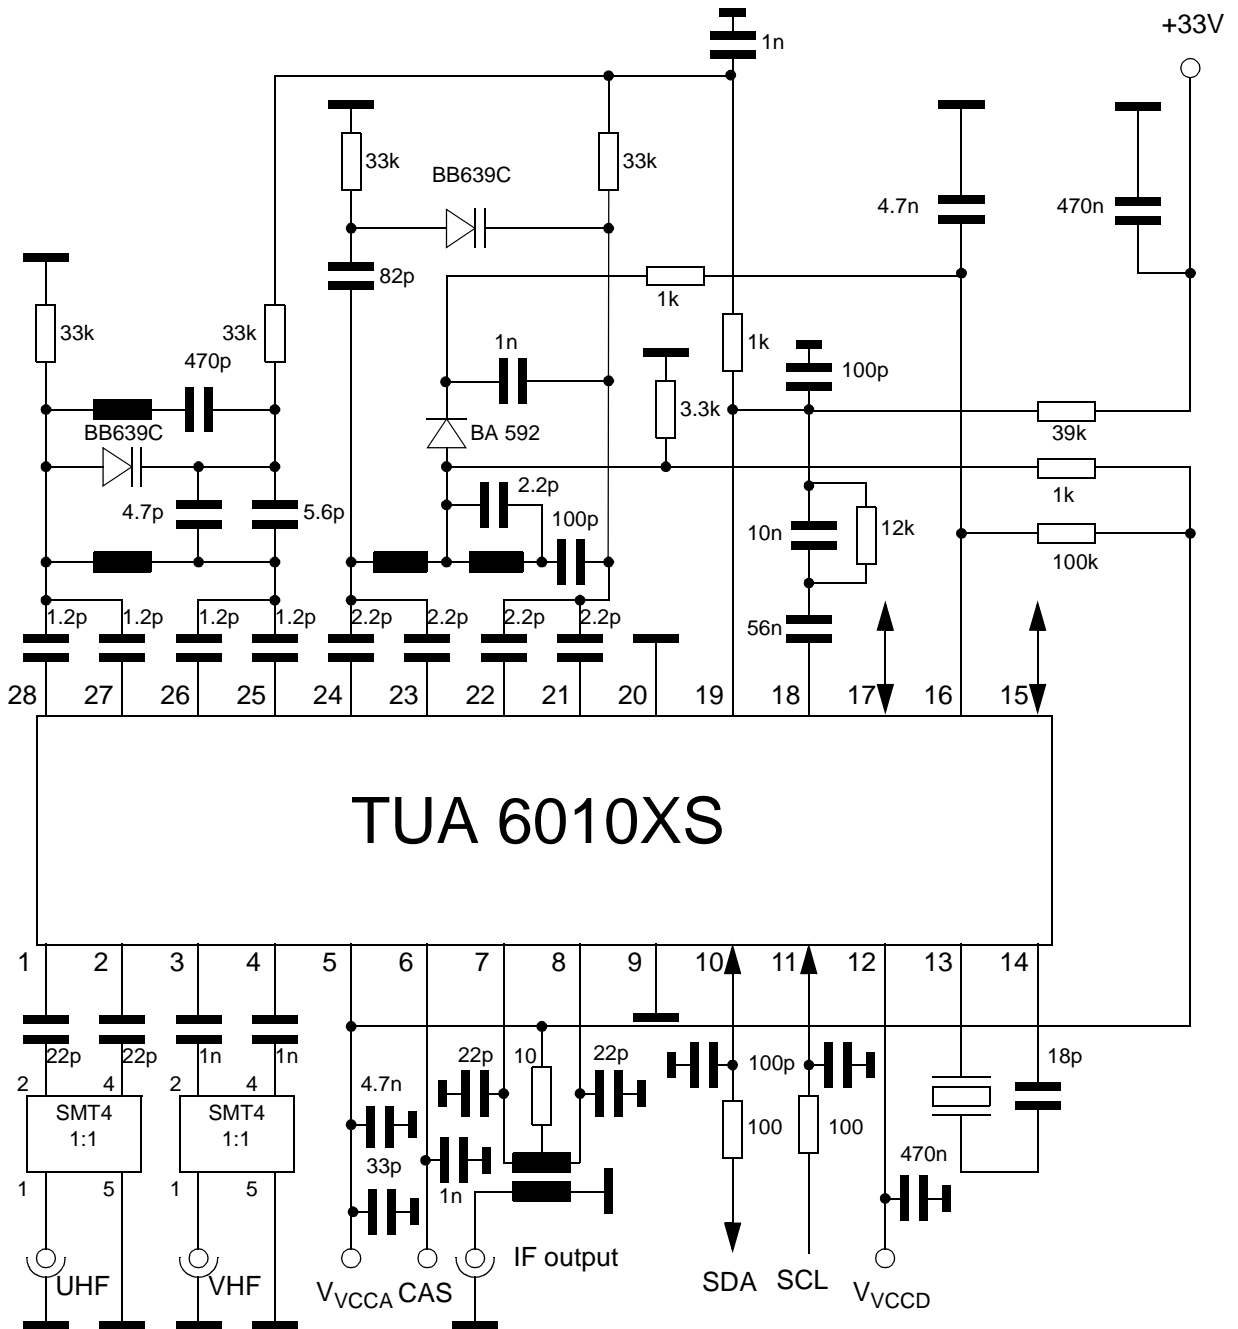 +33V
1n
33k
33k
BB639C
4.7n
470n
82p
1k
33k
33k
1n
1k
470p
100p
3.3k
BB639C
BA 592
39k
2.2p
1k
4.7p
5.6p
100p
10n
12k
100k
1.2p 1.2p 1.2p 1.2p 2.2p 2.2p 2.2p 2.2p
56n
28 27 26 25 24 23 22 21 20 19 18 17 16 15
TUA 6010XS
1 2 3 4 5 6 7 8 9 10 11 12 13 14
22p 22p 1n 1n
22p 10 22p
100p
18p
2 4 2 4
4.7n
SMT4 SMT4
1:1 1:1
100 100
33p
1n
470n
1 5 1 5
IF output
UHF VHF
VVCCA CAS
SDA SCL
VVCCD